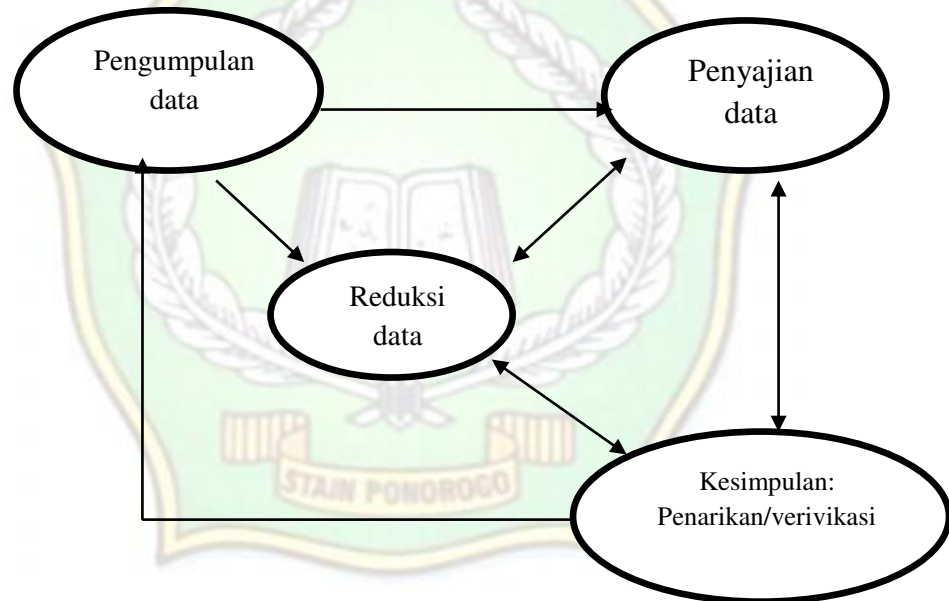 Pengumpulan
data
Penyajian
data
Reduksi
data
STAIN PONOROGO
Kesimpulan:
Penarikan/verivikasi